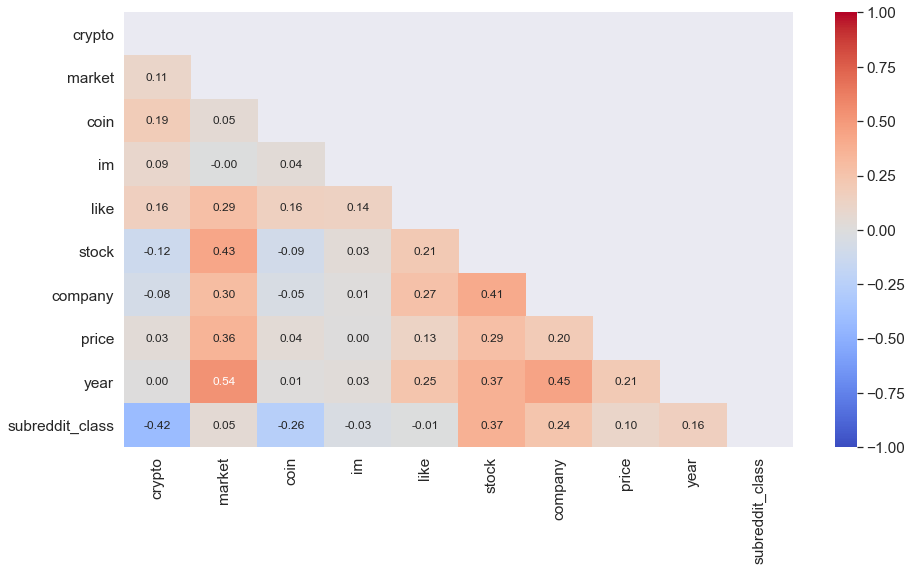 crypto
market 0.11
coin 0.19 0.05
im 0.09 -0.00 0.04
like 0.16 0.29 0.16 0.14
stock -0.12 0.43 -0.09 0.03 0.21
company -0.08 0.30 -0.05 0.01 0.27 0.41
price 0.03 0.36 0.04 0.00 0.13 0.29 0.20
year 0.00 0.54 0.01 0.03 0.25 0.37 0.45 0.21
subreddit_class -0.42 0.05 -0.26 -0.03 -0.01 0.37 0.24 0.10 0.16
crypto market coin im like stock company price year subreddit_class
1.00
0.75
0.50
0.25
0.00
-0.25
-0.50
-0.75
-1.00